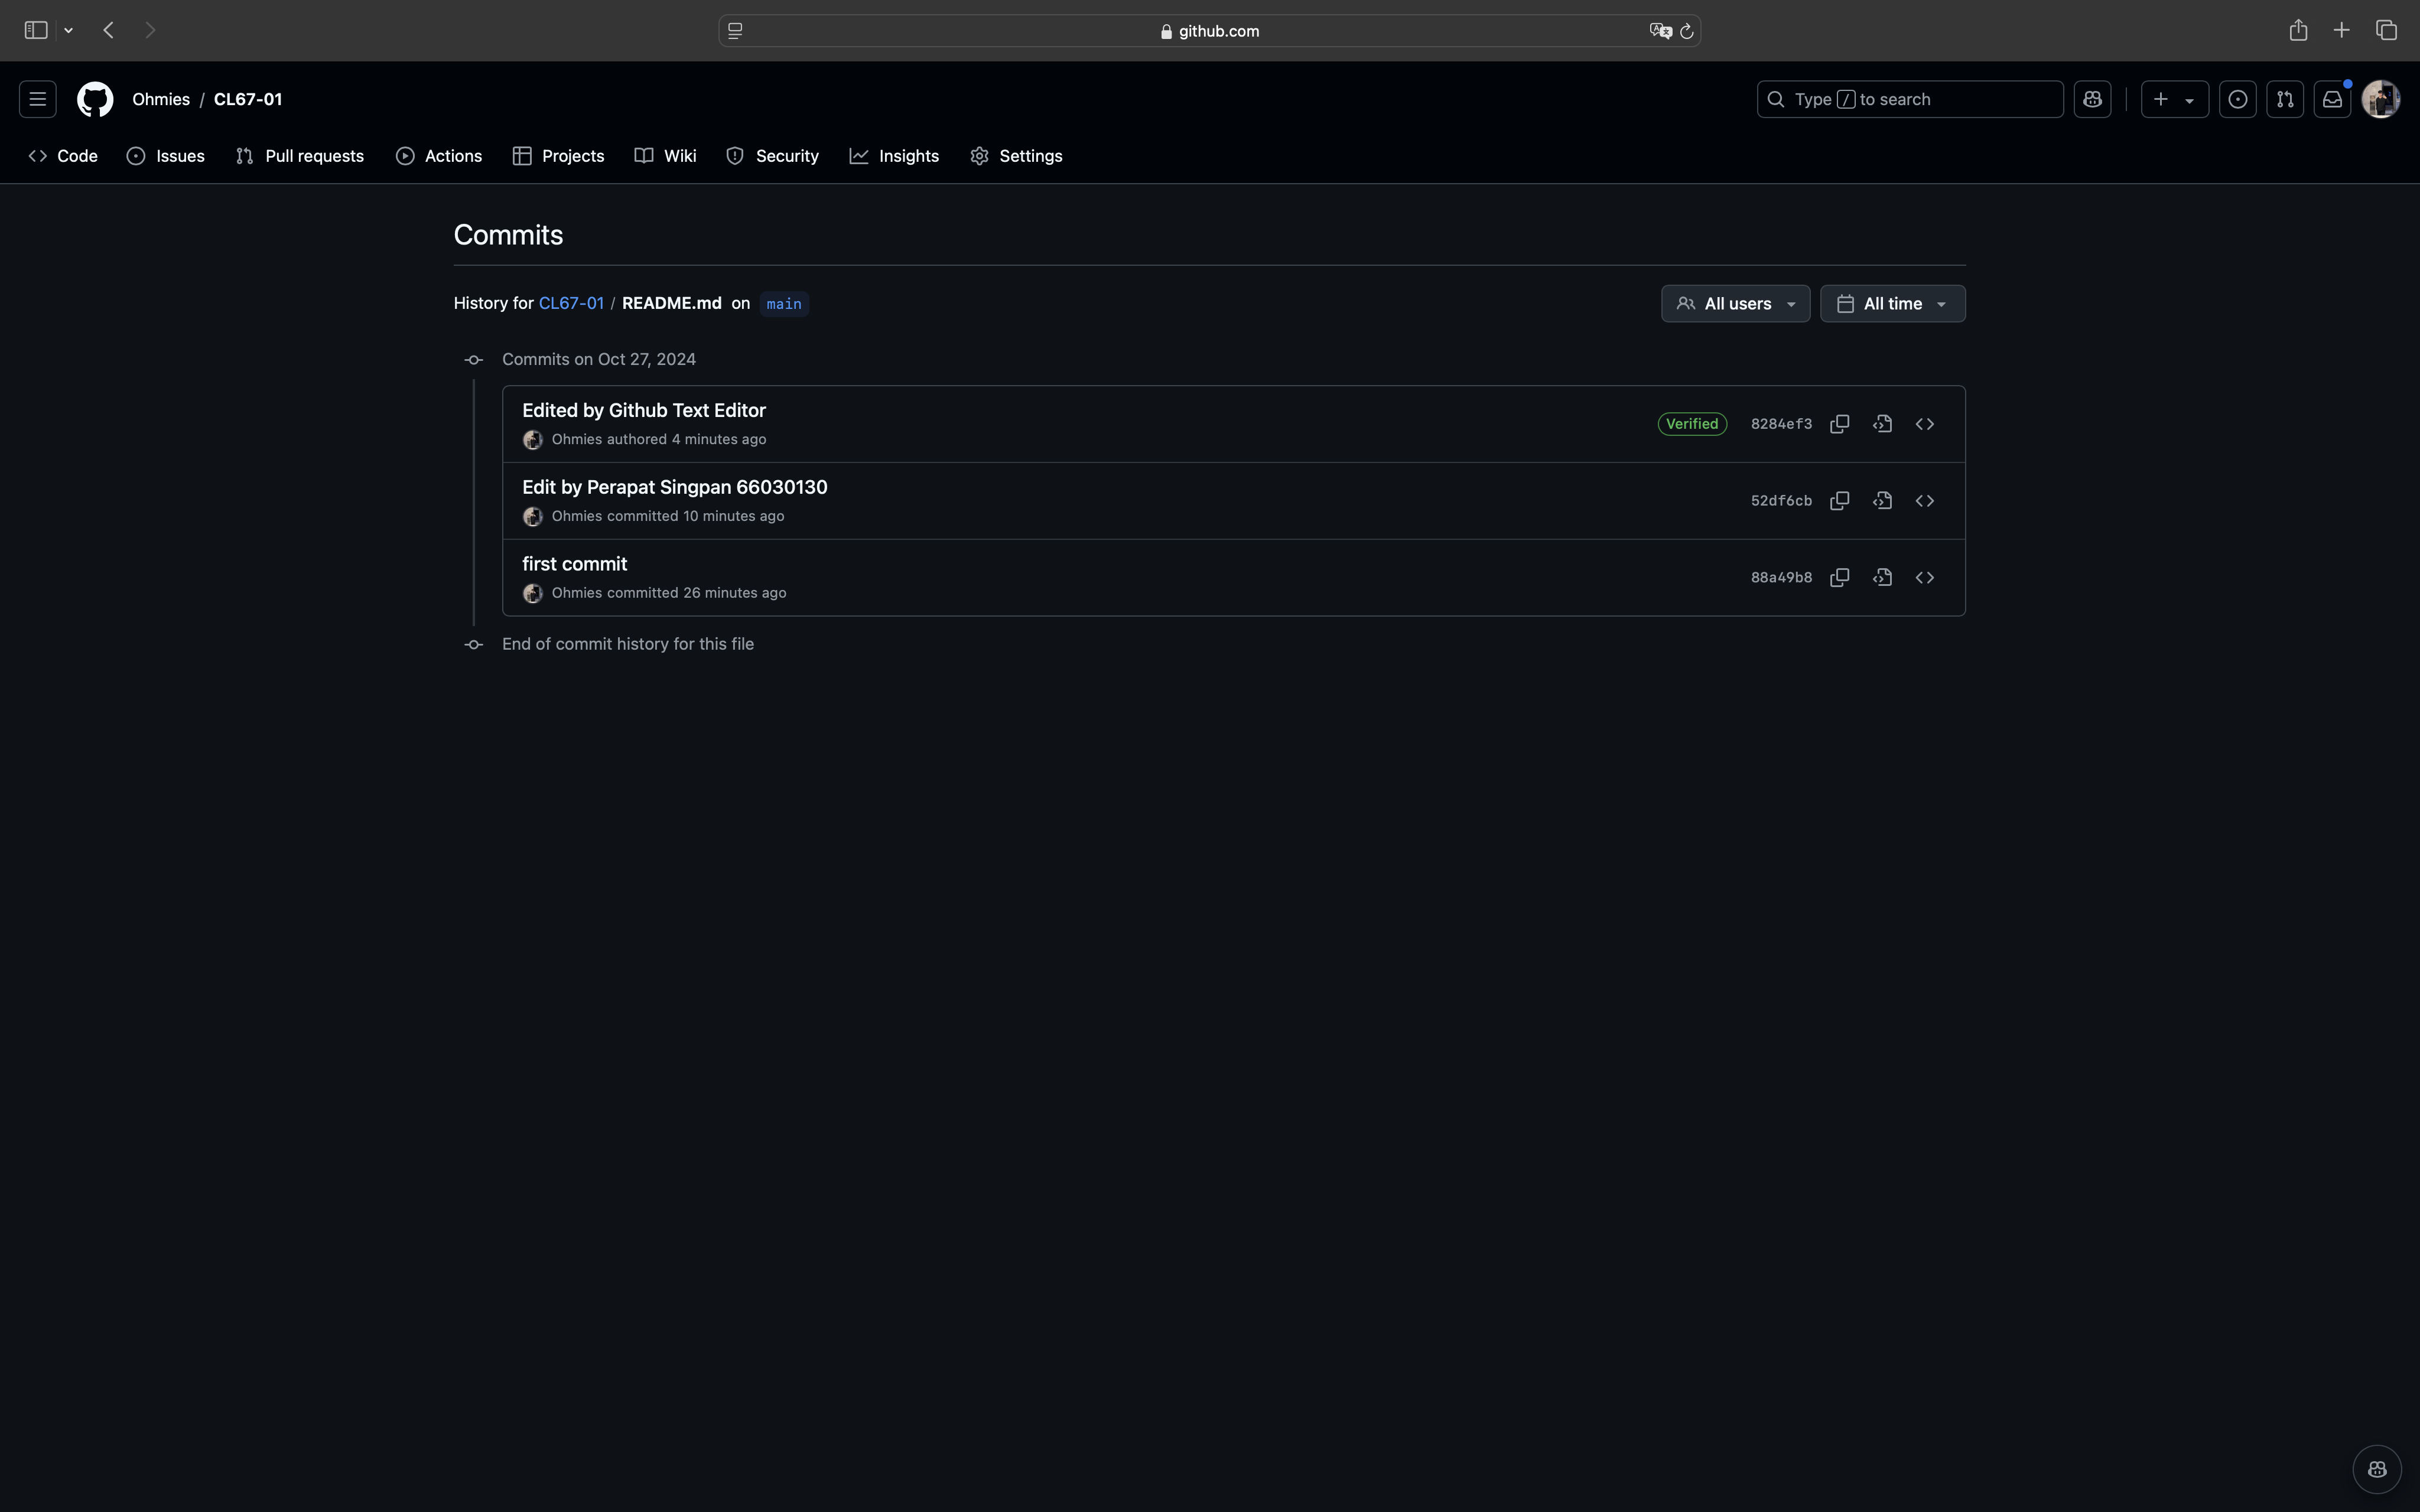 github.com
Ohmies / CL67-01
Type / to search
Code Issues Pull requests Actions Projects Wiki Security Insights Settings
Commits
History for CL67-01 / README.md on main
All users All time
Commits on Oct 27, 2024
Edited by Github Text Editor
Ohmies authored 4 minutes ago
Verified 8284ef3
Edit by Perapat Singpan 66030130
Ohmies committed 10 minutes ago
52df6cb
first commit
Ohmies committed 26 minutes ago
88a49b8
End of commit history for this file